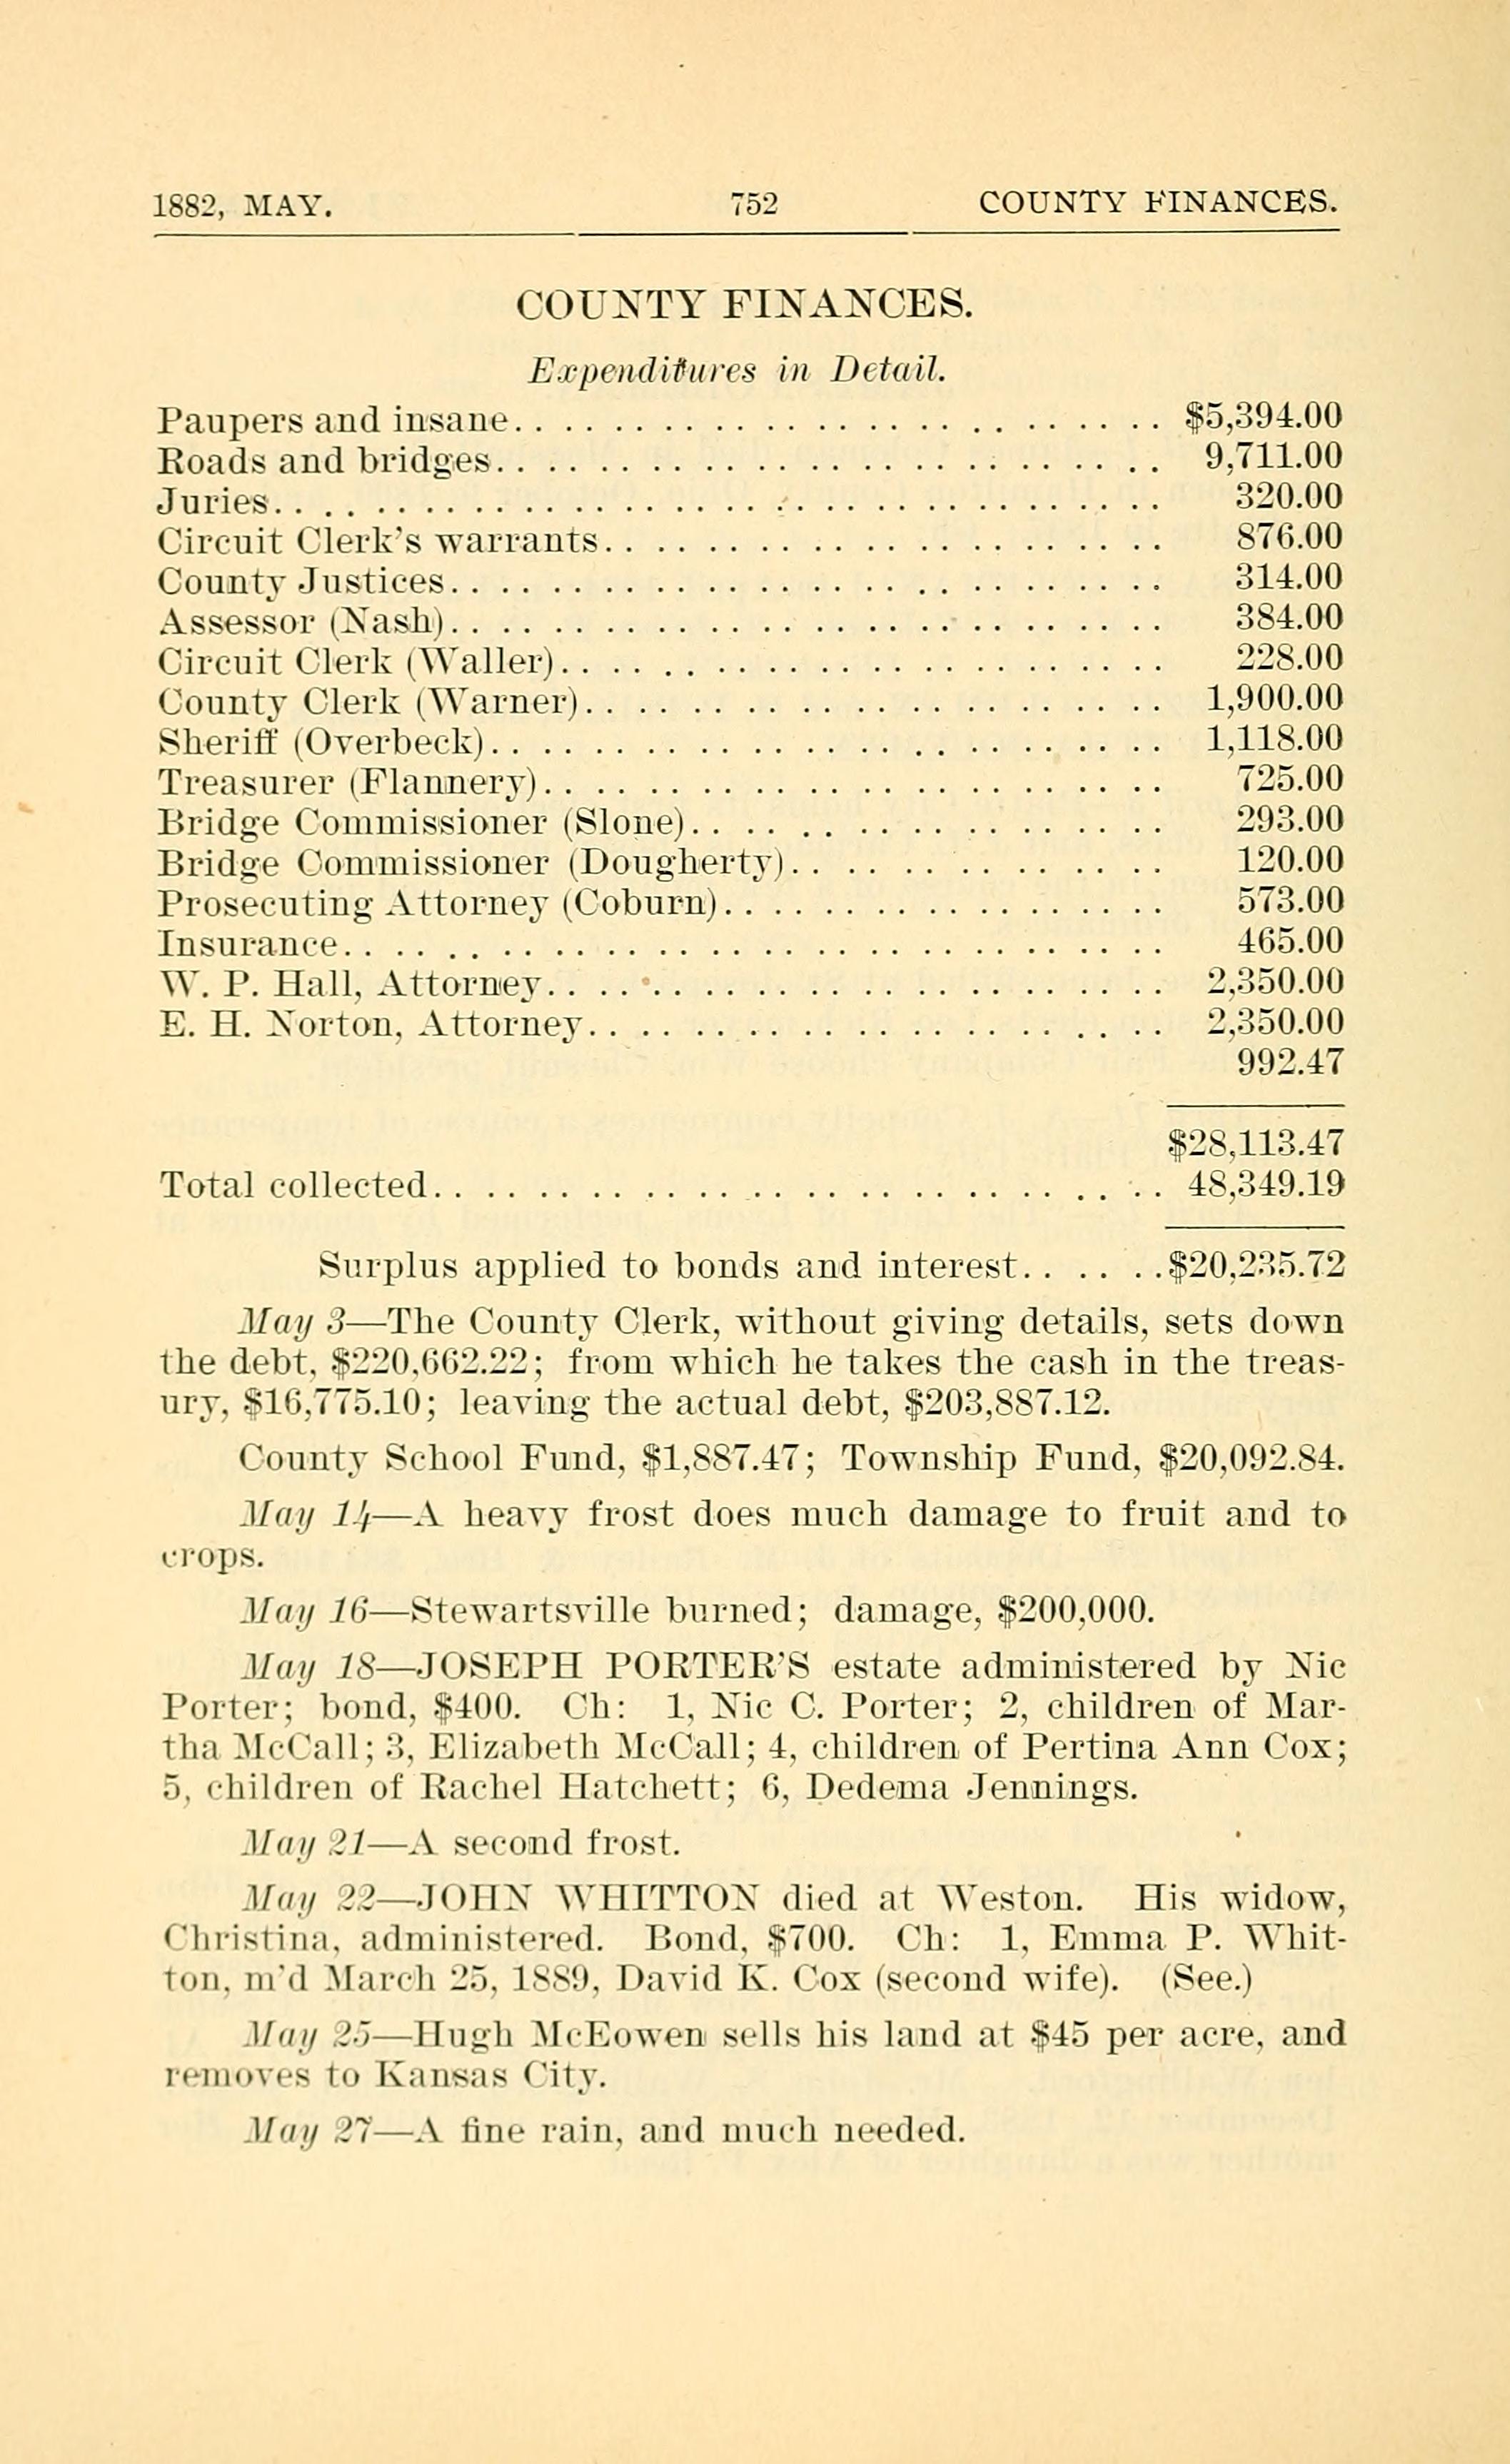 1882, MAY. 752 COUNTY FINANCES.
COUNTY FINANCES.
Expenditures in Detail.
Paupers and insane. . . . . . . . . . . . . . . . . . . . . . . . . . $5,394.00
Roads and bridges. . . . . . . . . . . . . . . . . . . . . . . . . . 9,711.00
Juries. . . . . . . . . . . . . . . . . . . . . . . . . . . . . . . . . . . 320.00
Circuit Clerk's warrants. . . . . . . . . . . . . . . . . . . . . . 876.00
County Justices. . . . . . . . . . . . . . . . . . . . . . . . . . . . 314.00
Assessor (Nash). . . . . . . . . . . . . . . . . . . . . . . . . . . . 384.00
Circuit Clerk (Waller). . . . . . . . . . . . . . . . . . . . . . . . 228.00
County Clerk (Warner). . . . . . . . . . . . . . . . . . . . . . . 1,900.00
Sheriff (Overbeck). . . . . . . . . . . . . . . . . . . . . . . . . . 1,118.00
Treasurer (Flannery). . . . . . . . . . . . . . . . . . . . . . . . 725.00
Bridge Commissioner (Slone). . . . . . . . . . . . . . . . . . . 293.00
Bridge Commissioner (Dougherty). . . . . . . . . . . . . . . 120.00
Prosecuting Attorney (Coburn). . . . . . . . . . . . . . . . . . 573.00
Insurance. . . . . . . . . . . . . . . . . . . . . . . . . . . . . . . . 465.00
W. P. Hall, Attorney. . . . . . . . . . . . . . . . . . . . . . . . 2,350.00
E. H. Norton, Attorney. . . . . . . . . . . . . . . . . . . . . . . 2,350.00
992.47
$28,113.47
Total collected. . . . . . . . . . . . . . . . . . . . . . . . . . . . . 48,349.19
Surplus applied to bonds and interest. . . . . . $20,235.72
May 3—The County Clerk, without giving details, sets down
the debt, $220,662.22; from which he takes the cash in the treas-
ury, $16,775.10; leaving the actual debt, $203,887.12.
County School Fund, $1,887.47; Township Fund, $20,092.84.
May 14—A heavy frost does much damage to fruit and to
crops.
May 16—Stewartsville burned; damage, $200,000.
May 18—JOSEPH PORTER'S estate administered by Nic
Porter; bond, $400. Ch: 1, Nic C. Porter; 2, children of Mar-
tha McCall; 3, Elizabeth McCall; 4, children of Pertina Ann Cox;
5, children of Rachel Hatchett; 6, Dedema Jennings.
May 21—A second frost.
May 22—JOHN WHITTON died at Weston. His widow,
Christina, administered. Bond, $700. Ch: 1, Emma P. Whit-
ton, m'd March 25, 1889, David K. Cox (second wife). (See.)
May 25—Hugh McEowen sells his land at $45 per acre, and
removes to Kansas City.
May 27—A fine rain, and much needed.